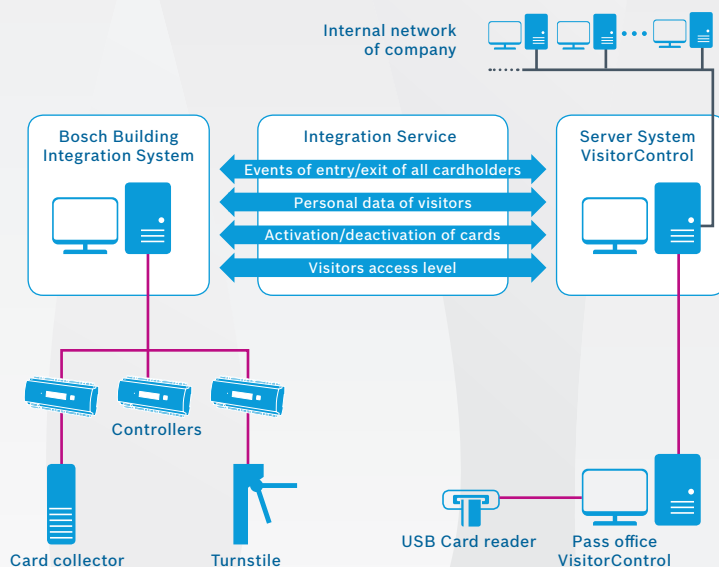 Internal network
of company
Bosch Building
Integration System
Integration Service
Server System
VisitorControl
Events of entry/exit of all cardholders
Personal data of visitors
Activation/deactivation of cards
Visitors access level
Controllers
Card collector
Turnstile
USB Card reader
Pass office
VisitorControl